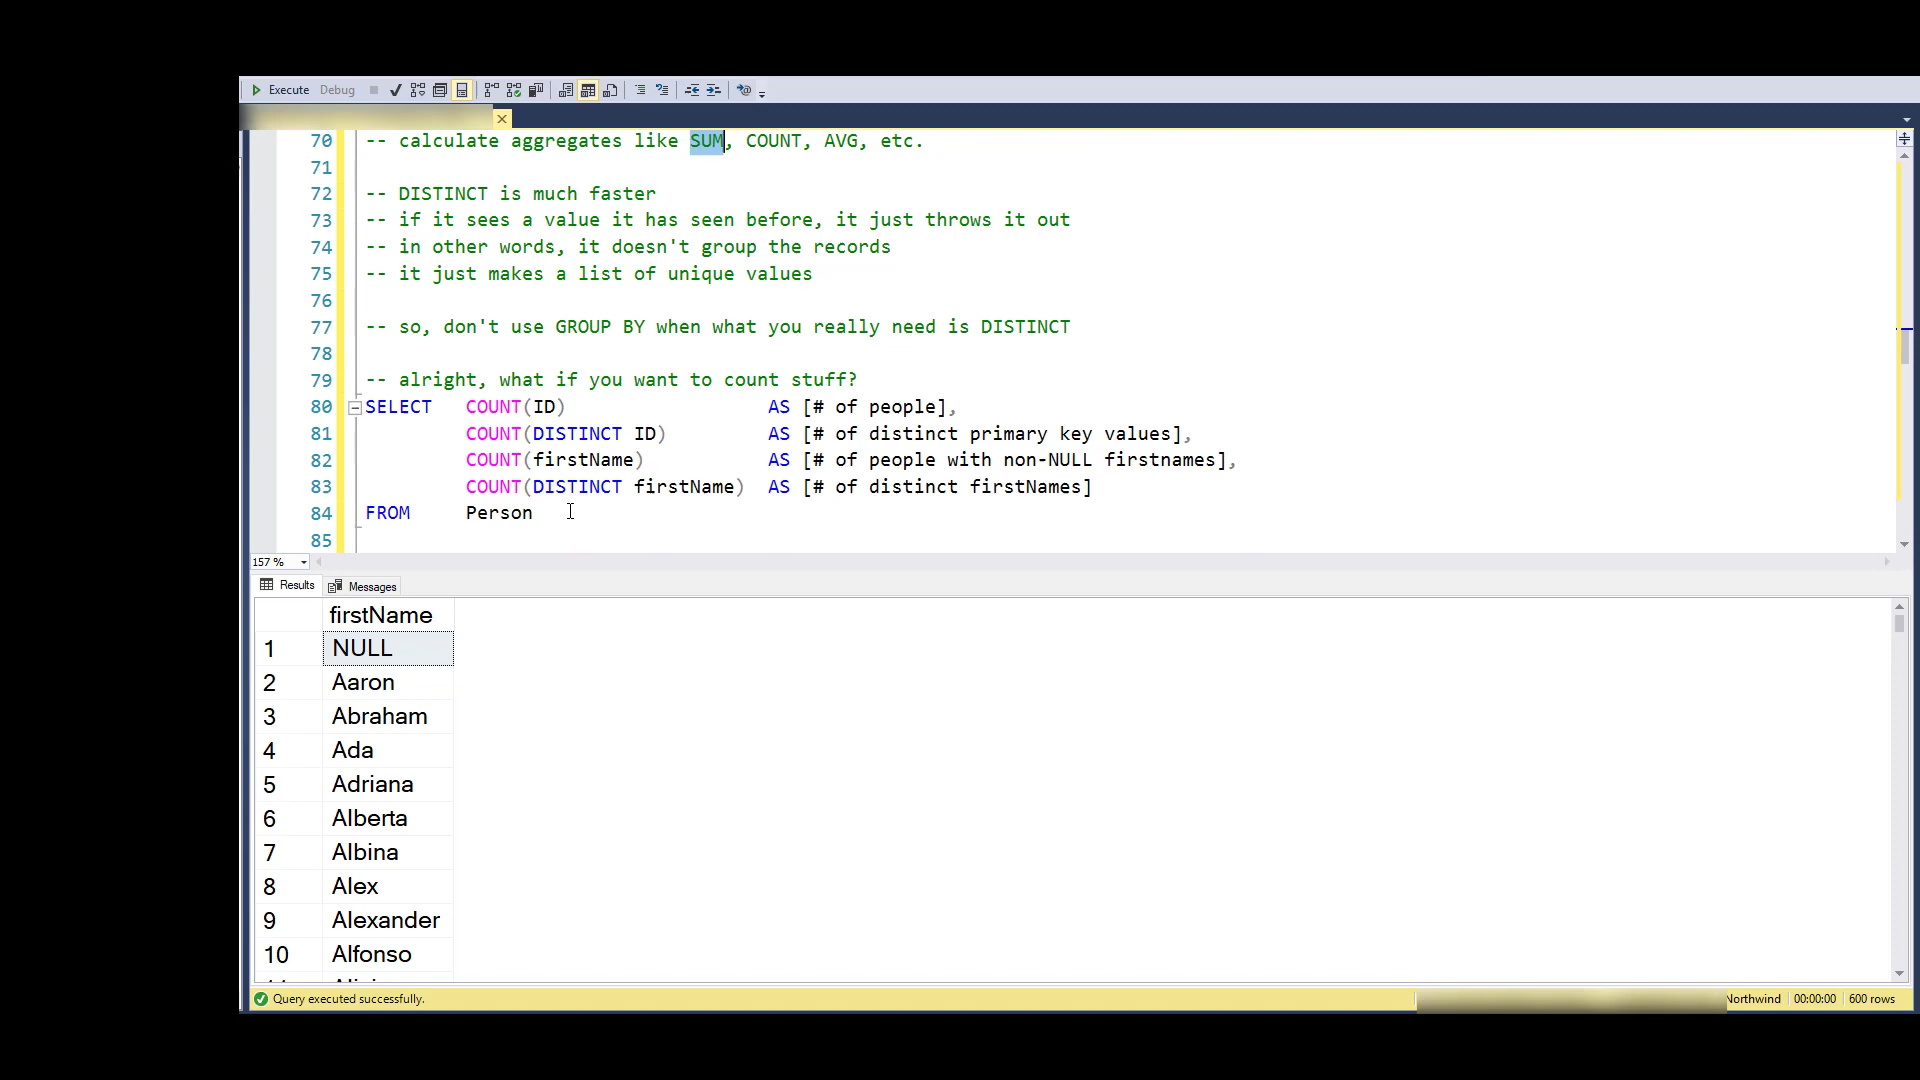 Execute Debug
70 -- calculate aggregates like SUM, COUNT, AVG, etc.
71
72 -- DISTINCT is much faster
73 -- if it sees a value it has seen before, it just throws it out
74 -- in other words, it doesn't group the records
75 -- it just makes a list of unique values
76
77 -- so, don't use GROUP BY when what you really need is DISTINCT
78
79 -- alright, what if you want to count stuff?
80 SELECT COUNT(ID) AS [# of people],
81 COUNT(DISTINCT ID) AS [# of distinct primary key values],
82 COUNT(firstName) AS [# of people with non-NULL firstnames],
83 COUNT(DISTINCT firstName) AS [# of distinct firstNames]
84 FROM Person
85
157 %
Results Messages
firstName
1 NULL
2 Aaron
3 Abraham
4 Ada
5 Adriana
6 Alberta
7 Albina
8 Alex
9 Alexander
10 Alfonso
Query executed successfully. Northwind 00:00:00 600 rows